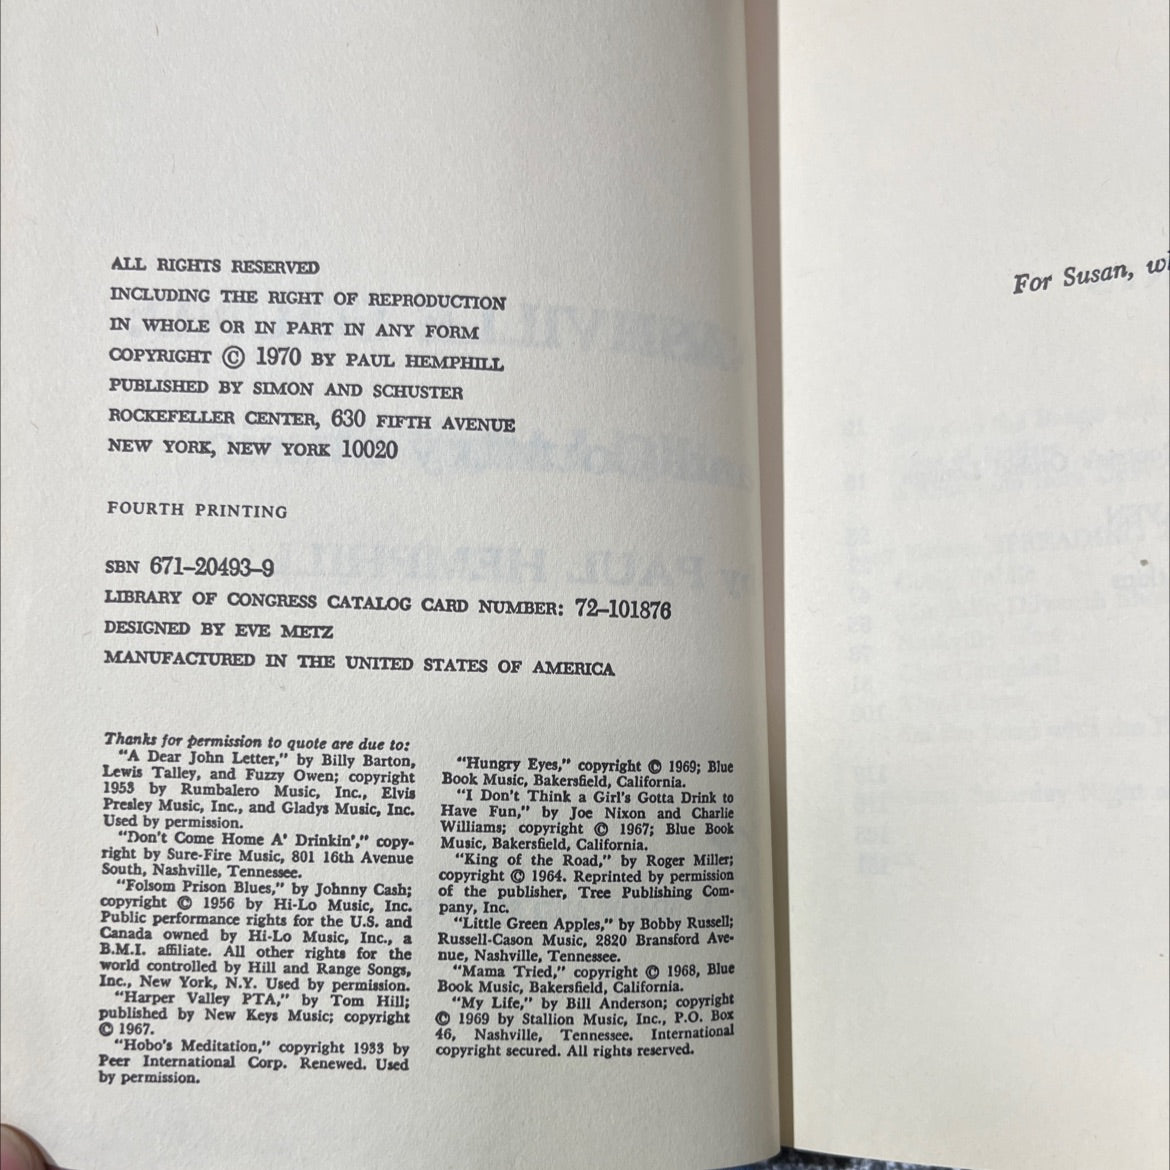 ALL RIGHTS RESERVED
INCLUDING THE RIGHT OF REPRODUCTION
IN WHOLE OR IN PART IN ANY FORM
COPYRIGHT © 1970 BY PAUL HEMPHILL
PUBLISHED BY SIMON AND SCHUSTER
ROCKEFELLER CENTER, 630 FIFTH AVENUE
NEW YORK, NEW YORK 10020
FOURTH PRINTING
SBN 671–20493–9
LIBRARY OF CONGRESS CATALOG CARD NUMBER: 72–101876
DESIGNED BY EVE METZ
MANUFACTURED IN THE UNITED STATES OF AMERICA
Thanks for permission to quote are due to:
"A Dear John Letter," by Billy Barton,
Lewis Talley, and Fuzzy Owen; copyright
1953 by Rumbalero Music, Inc., Elvis
Presley Music, Inc., and Gladys Music, Inc.
Used by permission.
"Don't Come Home A' Drinkin'," copy-
right by Sure-Fire Music, 801 16th Avenue
South, Nashville, Tennessee.
"Folsom Prison Blues," by Johnny Cash;
copyright © 1956 by Hi-Lo Music, Inc.
Public performance rights for the U.S. and
Canada owned by Hi-Lo Music, Inc., a
B.M.I. affiliate. All other rights for the
world controlled by Hill and Range Songs,
Inc., New York, N.Y. Used by permission.
"Harper Valley PTA," by Tom Hill;
published by New Keys Music; copyright
© 1967.
"Hobo's Meditation," copyright 1933 by
Peer International Corp. Renewed. Used
by permission.
"Hungry Eyes," copyright © 1969; Blue
Book Music, Bakersfield, California.
"I Don't Think a Girl's Gotta Drink to
Have Fun," by Joe Nixon and Charlie
Williams; copyright © 1967; Blue Book
Music, Bakersfield, California.
"King of the Road," by Roger Miller;
copyright © 1964. Reprinted by permission
of the publisher, Tree Publishing Com-
pany, Inc.
"Little Green Apples," by Bobby Russell;
Russell-Cason Music, 2820 Bransford Ave-
nue, Nashville, Tennessee.
"Mama Tried," copyright © 1968, Blue
Book Music, Bakersfield, California.
"My Life," by Bill Anderson; copyright
© 1969 by Stallion Music, Inc., P.O. Box
46, Nashville, Tennessee. International
copyright secured. All rights reserved.
For Susan,